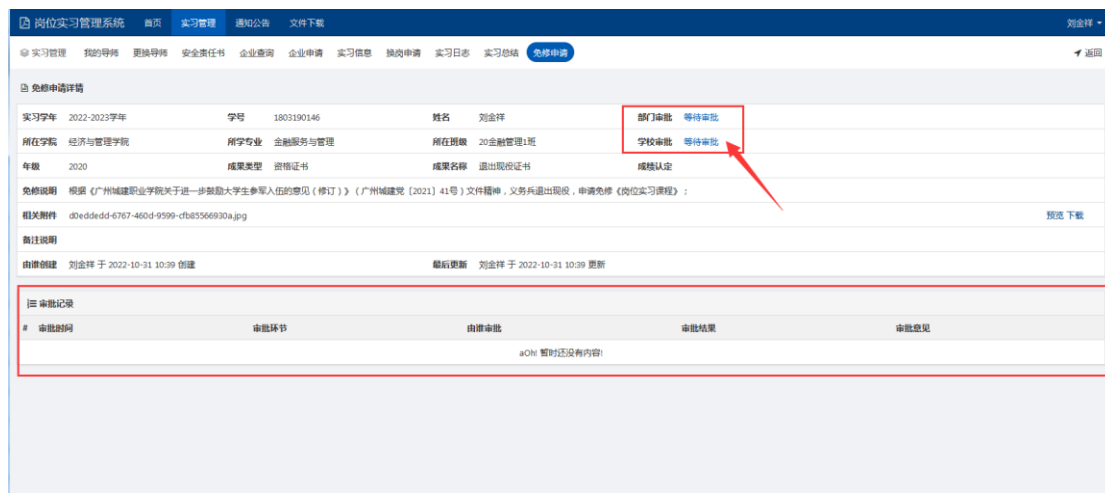 岗位实习管理系统 首页 实习管理 通知公告 文件下载 刘金祥
实习管理 我的导师 更换导师 安全责任书 企业查询 企业申请 实习信息 换岗申请 实习日志 实习总结 免修申请 返回
免修申请详情
实习学年 2022-2023学年 学号 1803190146 姓名 刘金祥 部门审批 等待审批
所在学院 经济与管理学院 所学专业 金融服务与管理 所在班级 20金融管理1班 学校审批 等待审批
年级 2020 成果类型 资格证书 成果名称 退出现役证书 成绩认定
免修说明 根据《广州城建职业学院关于进一步鼓励大学生参军入伍的意见（修订）》（广州城建党〔2021〕41号）文件精神，义务兵退出现役，申请免修《岗位实习课程》；
相关附件 d0eddedd-6767-460d-9599-cfb85566930a.jpg 预览 下载
备注说明
由谁创建 刘金祥 于 2022-10-31 10:39 创建 最后更新 刘金祥 于 2022-10-31 10:39 更新
审批记录
# 审批时间 审批环节 由谁审批 审批结果 审批意见
aOh! 暂时还没有内容!